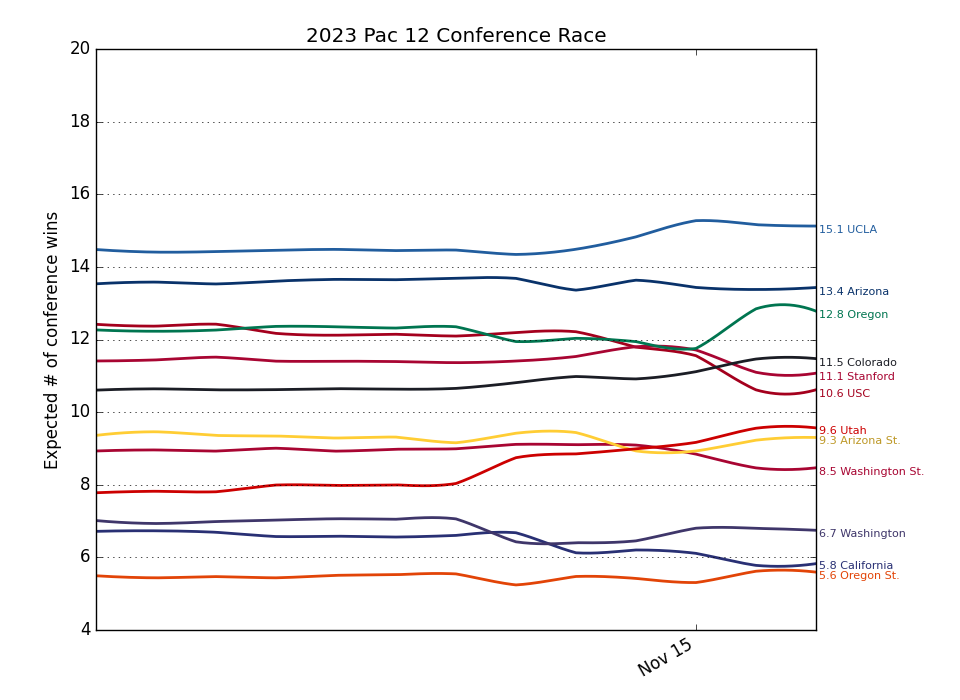 2023 Pac 12 Conference Race
Expected # of conference wins
20
18
16
14
12
10
8
6
4
15.1 UCLA
13.4 Arizona
12.8 Oregon
11.5 Colorado
11.1 Stanford
10.6 USC
9.6 Utah
9.3 Arizona St.
8.5 Washington St.
6.7 Washington
5.8 California
5.6 Oregon St.
Nov 15